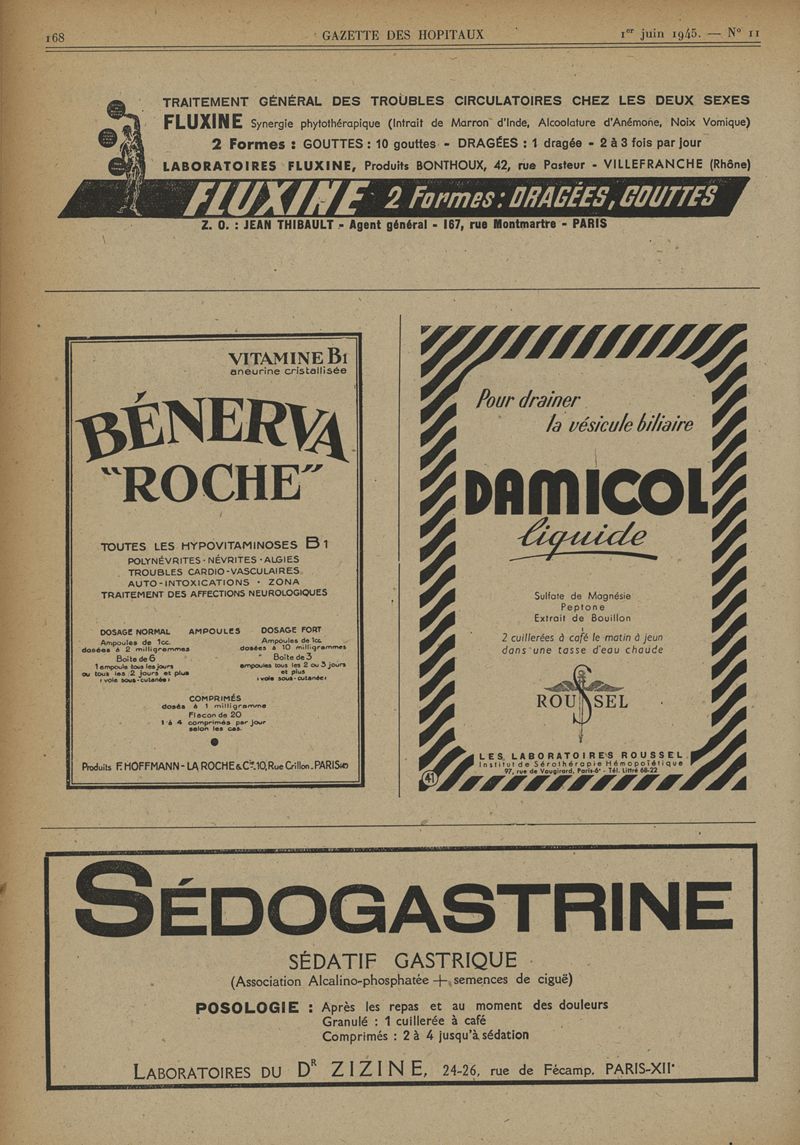 168
GAZETTE DES HOPITAUX
1er juin 1945. — N° 11
TRAITEMENT GÉNÉRAL DES TROUBLES CIRCULATOIRES CHEZ LES DEUX SEXES
FLUXINE Synergie phytothérapique (Intrait de Marron d'Inde, Alcoolature d'Anémone, Noix Vomique)
2 Formes : GOUTTES : 10 gouttes - DRAGÉES : 1 dragée - 2 à 3 fois par jour
LABORATOIRES FLUXINE, Produits BONTHOUX, 42, rue Pasteur - VILLEFRANCHE (Rhône)
FLUXINE 2 Formes : DRAGÉES, GOUTTES
Z. O. : JEAN THIBAULT - Agent général - 167, rue Montmartre - PARIS
VITAMINE B1
aneurine cristallisée
BÉNERVA
"ROCHE"
TOUTES LES HYPOVITAMINOSES B1
POLYNÉVRITES · NÉVRITES · ALGIES
TROUBLES CARDIO-VASCULAIRES
AUTO-INTOXICATIONS · ZONA
TRAITEMENT DES AFFECTIONS NEUROLOGIQUES
AMPOULES
DOSAGE NORMAL
Ampoules de 1cc.
dosées à 2 milligrammes
Boîte de 6
1 ampoule tous les jours
ou tous les 2 jours et plus
(voie sous-cutanée)
DOSAGE FORT
Ampoules de 1cc.
dosées à 10 milligrammes
Boîte de 3
ampoules tous les 2 ou 3 jours
et plus
(voie sous-cutanée)
COMPRIMÉS
dosés à 1 milligramme
Flacon de 20
1 à 4 comprimés par jour
selon les cas.
Produits F. HOFFMANN-LA ROCHE & Cie. 10, Rue Crillon. PARIS
Pour drainer
la vésicule biliaire
DAMICOL
liquide
Sulfate de Magnésie
Peptone
Extrait de Bouillon
2 cuillerées à café le matin à jeun
dans une tasse d'eau chaude
ROUSSEL
LES LABORATOIRES ROUSSEL
Institut de Sérothérapie Hémopoïétique
97, rue de Vaugirard, Paris-6e - Tél. Littré 68-22
41
SÉDOGASTRINE
SÉDATIF GASTRIQUE
(Association Alcalino-phosphatée + semences de ciguë)
POSOLOGIE : Après les repas et au moment des douleurs
Granulé : 1 cuillerée à café
Comprimés : 2 à 4 jusqu'à sédation
LABORATOIRES DU DR ZIZINE, 24-26, rue de Fécamp. PARIS-XIIe